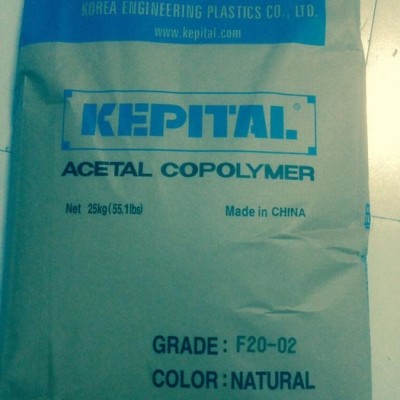 KOREA ENGINEERING PLASTICS CO., LTD.
www.kepital.com
KEPITAL®
ACETAL COPOLYMER
Net 25kg(55.1lbs) Made in CHINA
GRADE: F20-02
COLOR: NATURAL